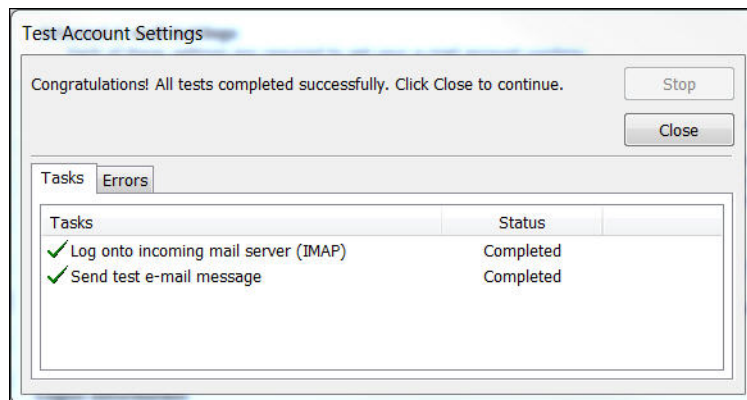 Test Account Settings
Congratulations! All tests completed successfully. Click Close to continue.
Stop
Close
Tasks
Errors
Tasks Status
Log onto incoming mail server (IMAP) Completed
Send test e-mail message Completed